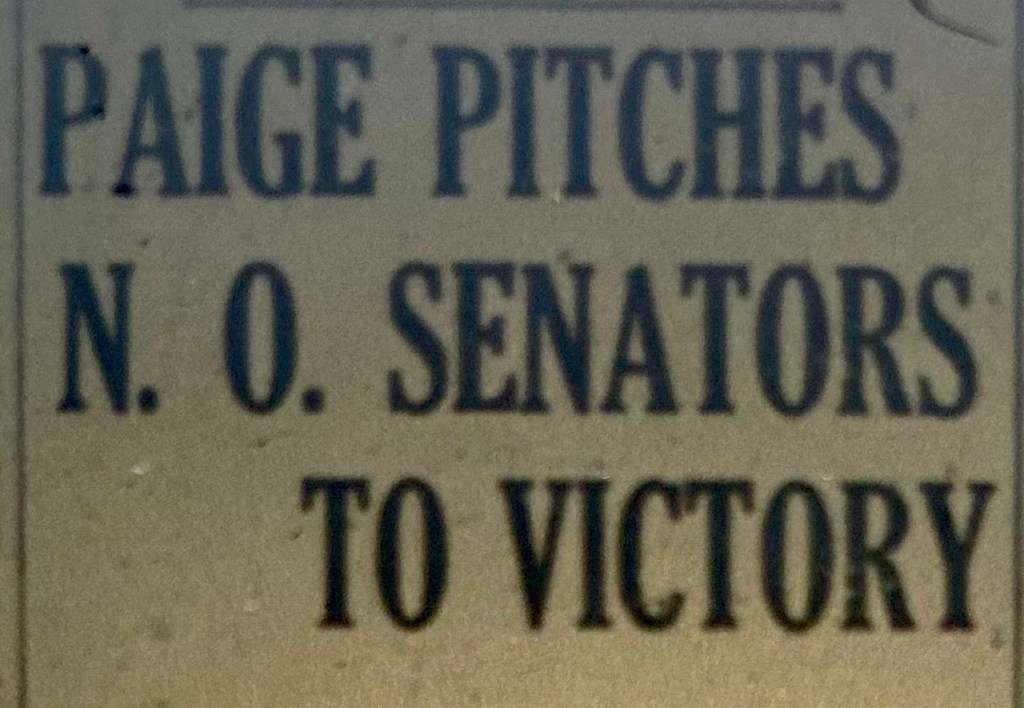 PAIGE PITCHES
N. O. SENATORS
TO VICTORY